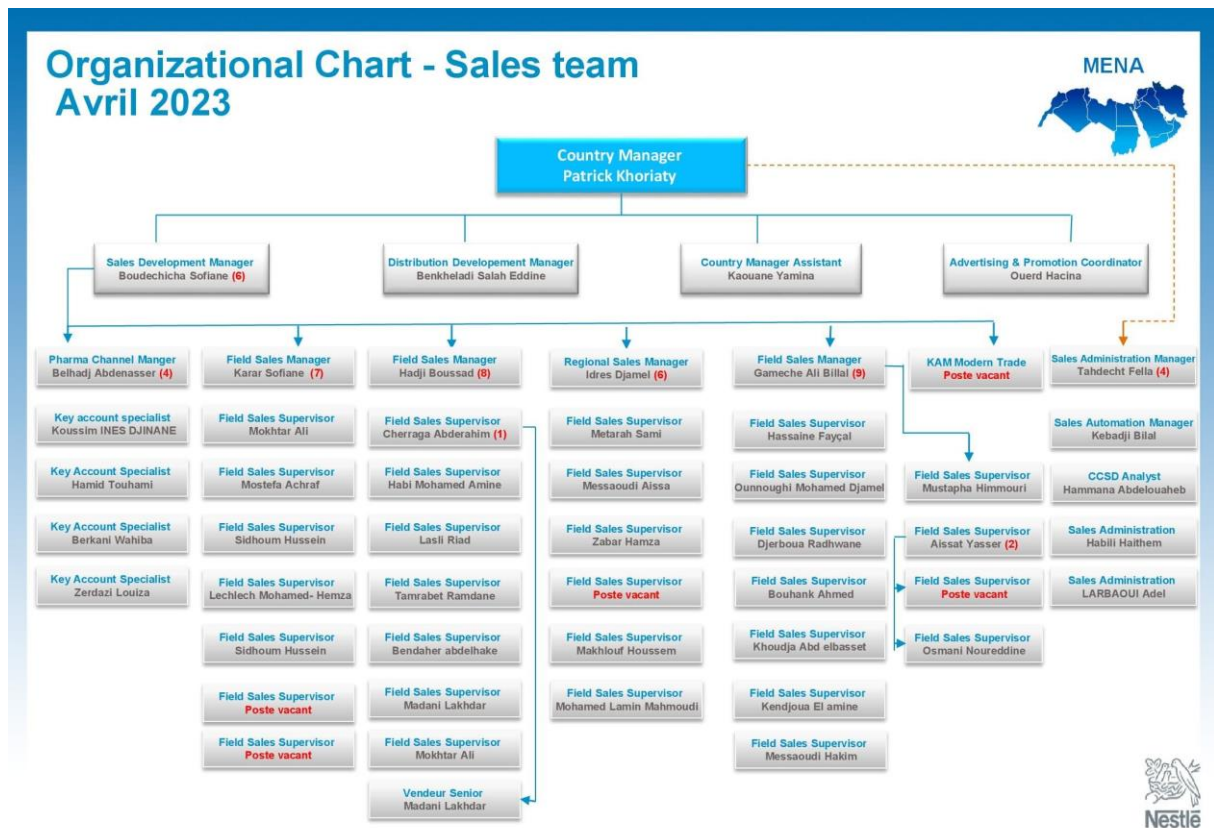 Organizational Chart - Sales team
Avril 2023
MENA
Country Manager
Patrick Khoriaty
Sales Development Manager
Boudechicha Sofiane (6)
Distribution Developement Manager
Benkheladi Salah Eddine
Country Manager Assistant
Kaouane Yamina
Advertising & Promotion Coordinator
Ouerd Hacina
Pharma Channel Manger
Belhadj Abdenasser (4)
Key account specialist
Koussim INES DJINANE
Key Account Specialist
Hamid Touhami
Key Account Specialist
Berkani Wahiba
Key Account Specialist
Zerdazi Louiza
Field Sales Manager
Karar Sofiane (7)
Field Sales Supervisor
Mokhtar Ali
Field Sales Supervisor
Mostefa Achraf
Field Sales Supervisor
Sidhoum Hussein
Field Sales Supervisor
Lechlech Mohamed- Hemza
Field Sales Supervisor
Sidhoum Hussein
Field Sales Supervisor
Poste vacant
Field Sales Supervisor
Poste vacant
Field Sales Manager
Hadji Boussad (8)
Field Sales Supervisor
Cherraga Abderahim (1)
Field Sales Supervisor
Habi Mohamed Amine
Field Sales Supervisor
Lasli Riad
Field Sales Supervisor
Tamrabet Ramdane
Field Sales Supervisor
Bendaher abdelhake
Field Sales Supervisor
Madani Lakhdar
Field Sales Supervisor
Mokhtar Ali
Vendeur Senior
Madani Lakhdar
Regional Sales Manager
Idres Djamel (6)
Field Sales Supervisor
Metarah Sami
Field Sales Supervisor
Messaoudi Aissa
Field Sales Supervisor
Zabar Hamza
Field Sales Supervisor
Poste vacant
Field Sales Supervisor
Makhlouf Houssem
Field Sales Supervisor
Mohamed Lamin Mahmoudi
Field Sales Manager
Gameche Ali Billal (9)
Field Sales Supervisor
Hassaine Fayçal
Field Sales Supervisor
Ounnoughi Mohamed Djamel
Field Sales Supervisor
Djerboua Radhwane
Field Sales Supervisor
Bouhank Ahmed
Field Sales Supervisor
Khoudja Abd elbasset
Field Sales Supervisor
Kendjoua El amine
Field Sales Supervisor
Messaoudi Hakim
KAM Modern Trade
Poste vacant
Field Sales Supervisor
Mustapha Himmouri
Field Sales Supervisor
Aissat Yasser (2)
Field Sales Supervisor
Poste vacant
Field Sales Supervisor
Osmani Noureddine
Sales Administration Manager
Tahdecht Fella (4)
Sales Automation Manager
Kebadji Bilal
CCSD Analyst
Hammana Abdelouaheb
Sales Administration
Habili Haithem
Sales Administration
LARBAOUI Adel
Nestlé